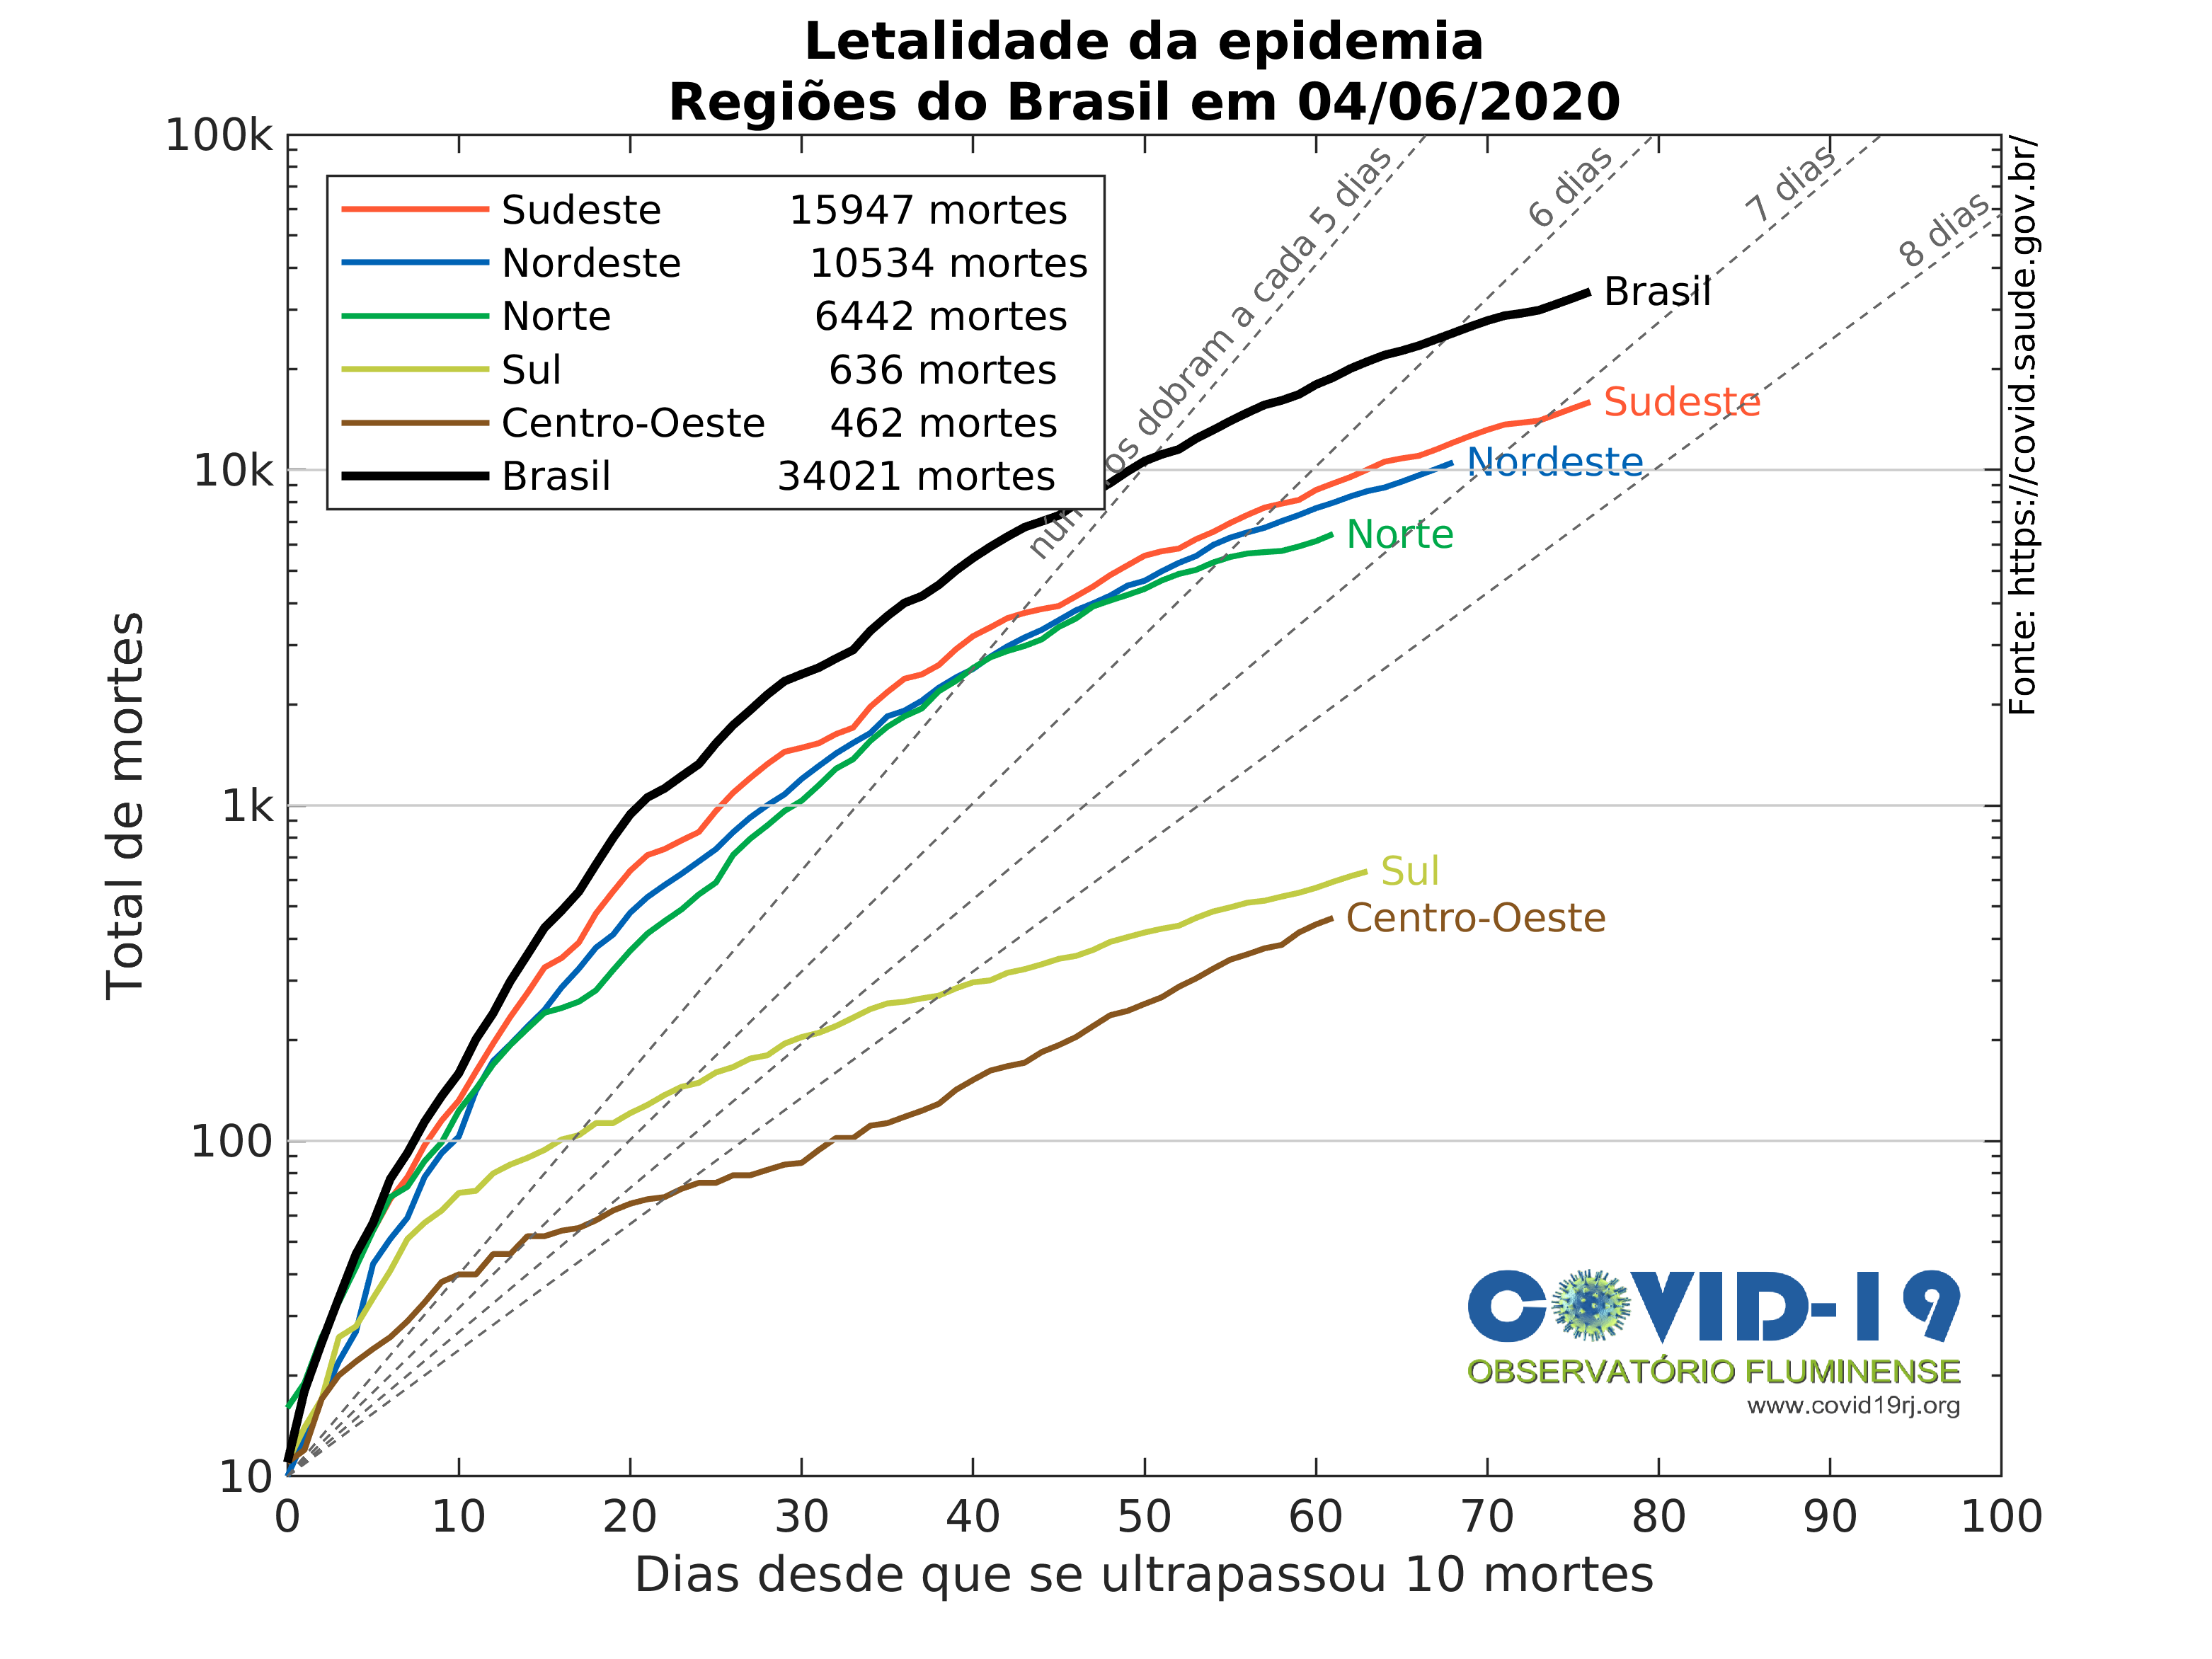 Letalidade da epidemia
Regiões do Brasil em 04/06/2020
100k
10k
1k
100
10
Total de mortes
Sudeste 15947 mortes
Nordeste 10534 mortes
Norte 6442 mortes
Sul 636 mortes
Centro-Oeste 462 mortes
Brasil 34021 mortes
os dobram a cada 5 dias
6 dias
7 dias
8 dias
Brasil
Sudeste
Nordeste
Norte
Sul
Centro-Oeste
Fonte: https://covid.saude.gov.br/
COVID-19
OBSERVATÓRIO FLUMINENSE
www.covid19rj.org
0 10 20 30 40 50 60 70 80 90 100
Dias desde que se ultrapassou 10 mortes